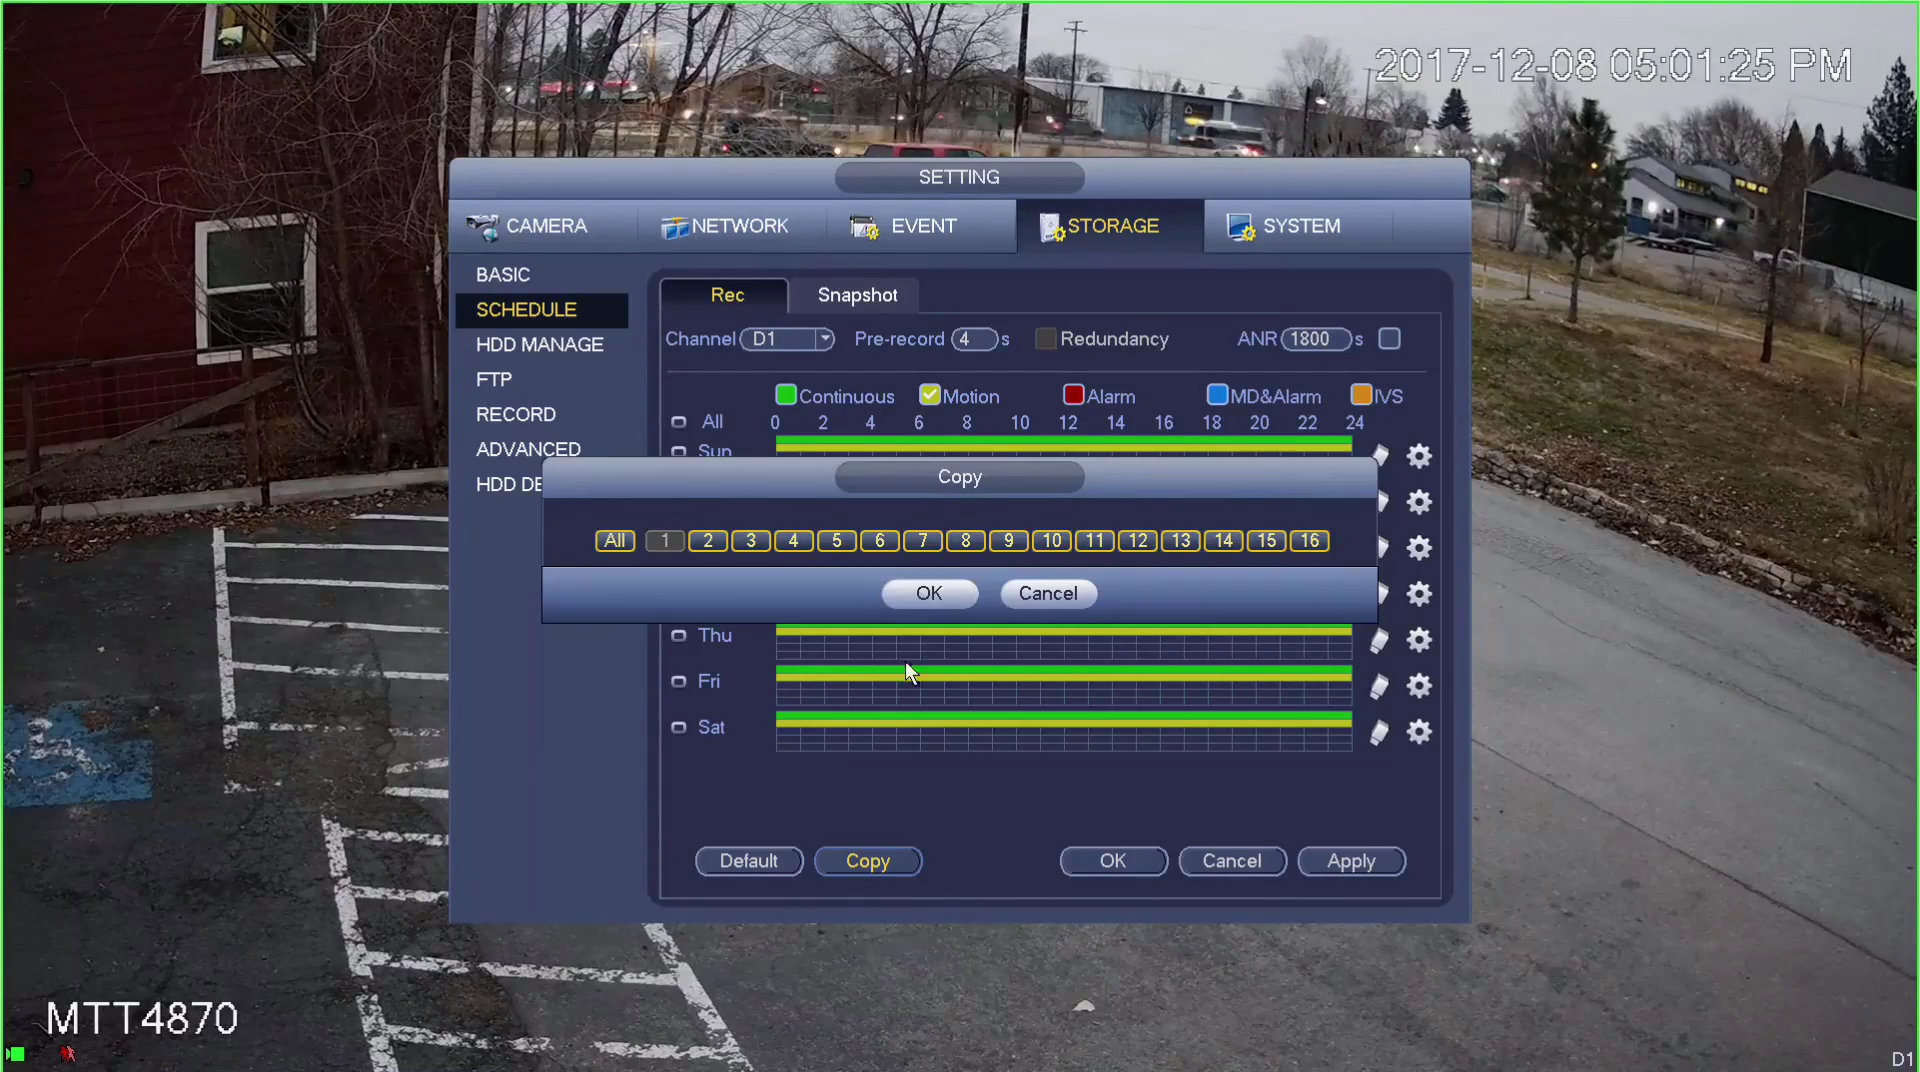 2017-12-08 05:01:25 PM
SETTING
CAMERA NETWORK EVENT STORAGE SYSTEM
BASIC
SCHEDULE
HDD MANAGE
FTP
RECORD
ADVANCED
HDD DE
Rec Snapshot
Channel D1 Pre-record 4 s Redundancy ANR 1800 s
Continuous Motion Alarm MD&Alarm IVS
All 0 2 4 6 8 10 12 14 16 18 20 22 24
Sun
Copy
All 1 2 3 4 5 6 7 8 9 10 11 12 13 14 15 16
OK Cancel
Thu
Fri
Sat
Default Copy OK Cancel Apply
MTT4870
D1